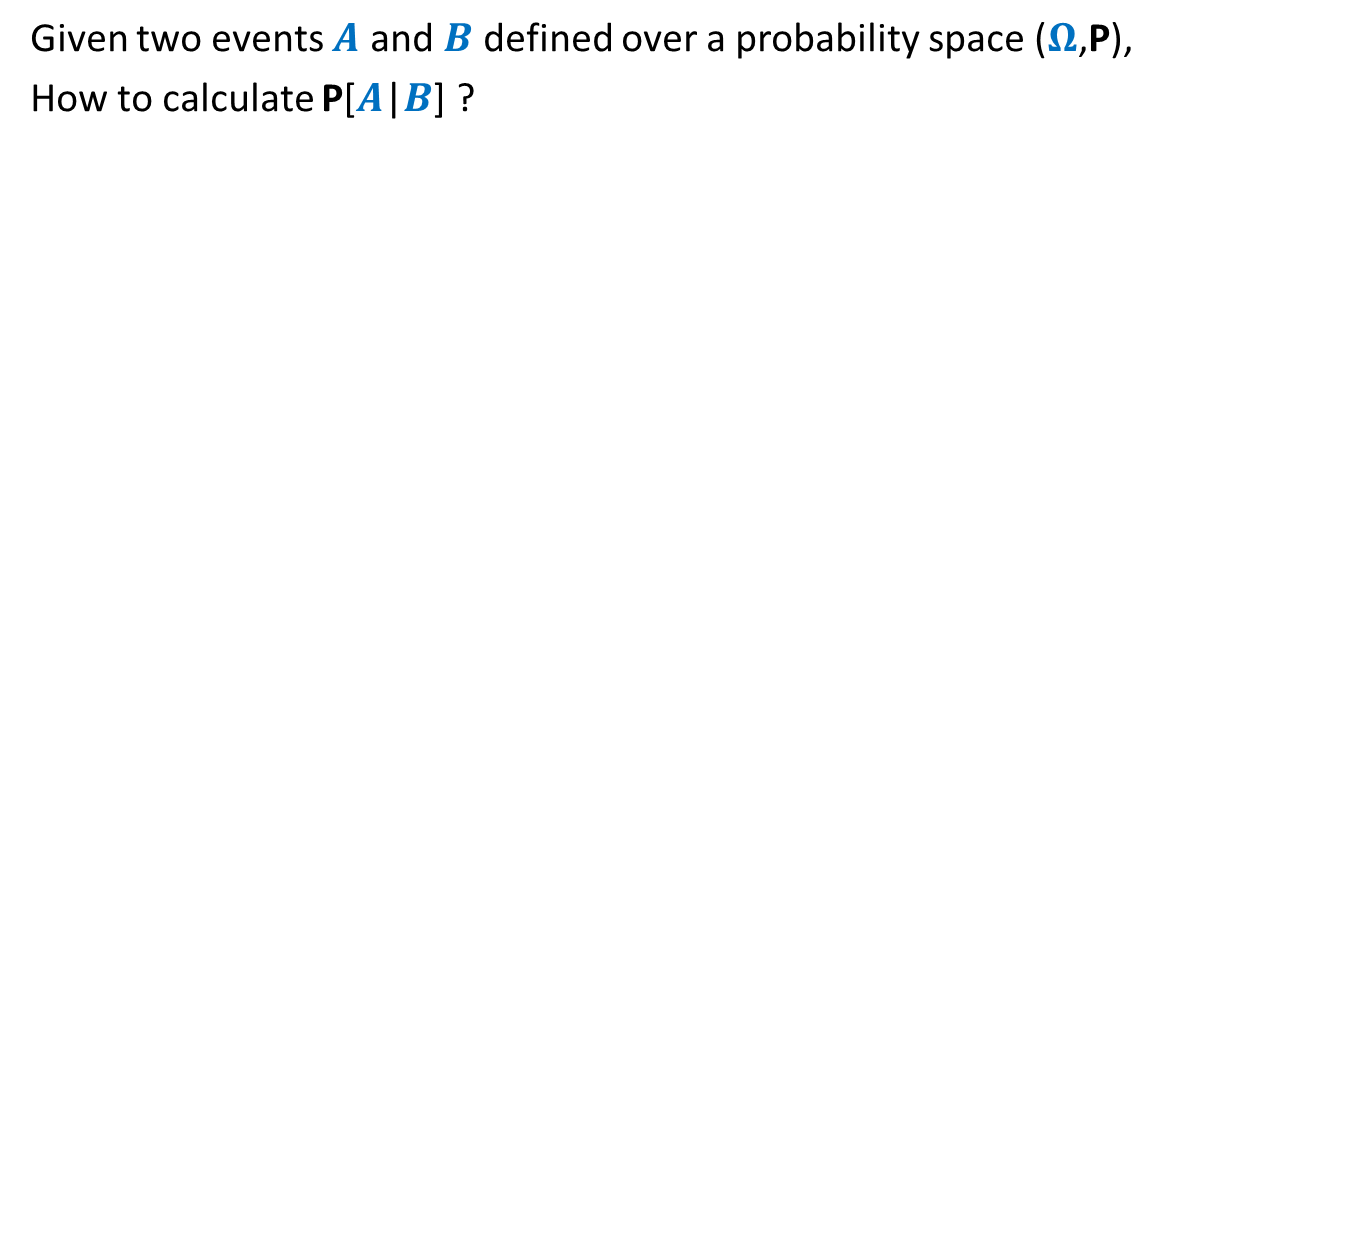 Given two events A and B defined over a probability space (Ω,P),
How to calculate P[A|B] ?